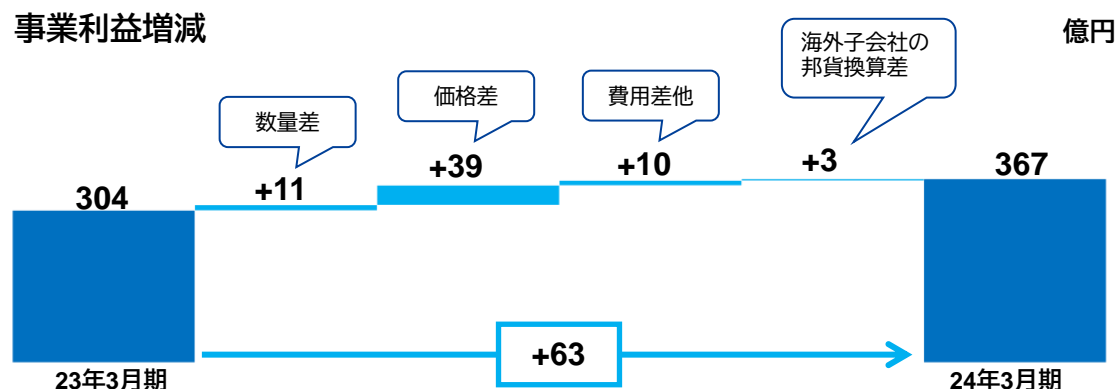 事業利益増減
億円
海外子会社の
邦貨換算差
価格差
費用差他
数量差
304
+11
+39
+10
+3
367
+63
23年3月期
24年3月期